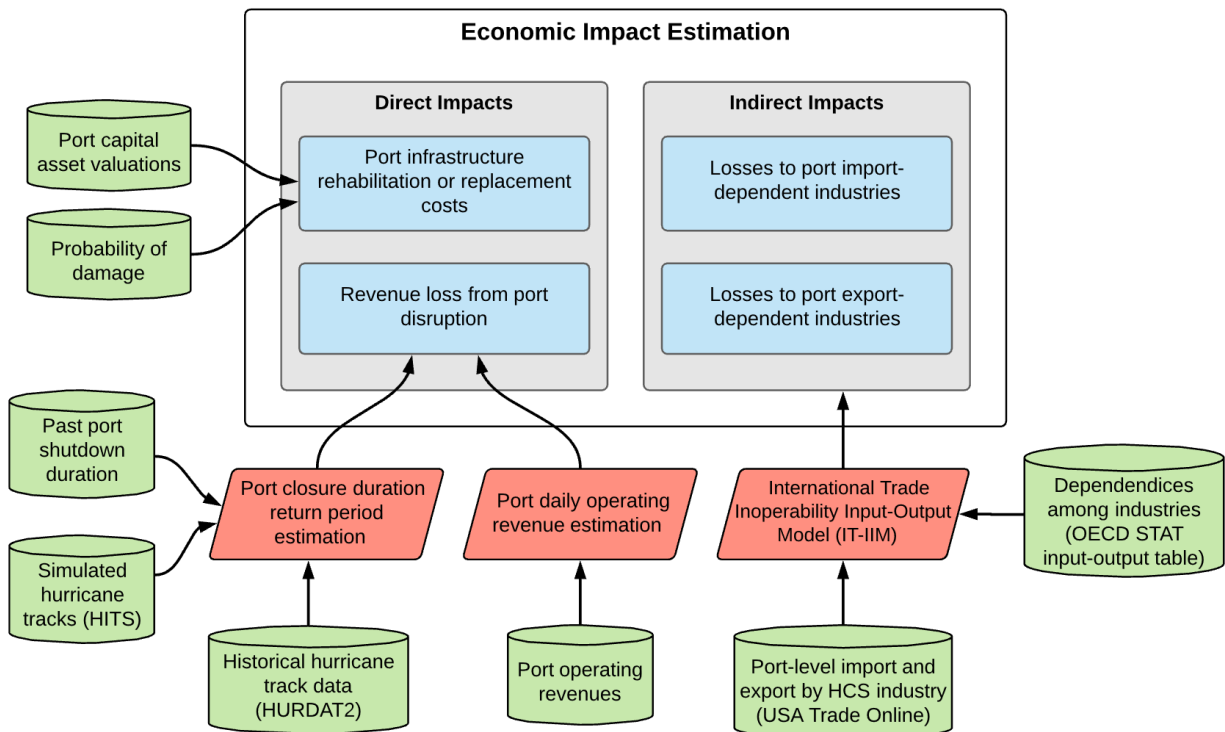 Economic Impact Estimation
Direct Impacts
Indirect Impacts
Port capital
asset valuations
Port infrastructure
rehabilitation or replacement
costs
Losses to port import-
dependent industries
Probability of
damage
Revenue loss from port
disruption
Losses to port export-
dependent industries
Past port
shutdown
duration
Port closure duration
return period
estimation
Port daily operating
revenue estimation
International Trade
Inoperability Input-Output
Model (IT-IIM)
Dependendices
among industries
(OECD STAT
input-output table)
Simulated
hurricane
tracks (HITS)
Historical hurricane
track data
(HURDAT2)
Port operating
revenues
Port-level import and
export by HCS industry
(USA Trade Online)